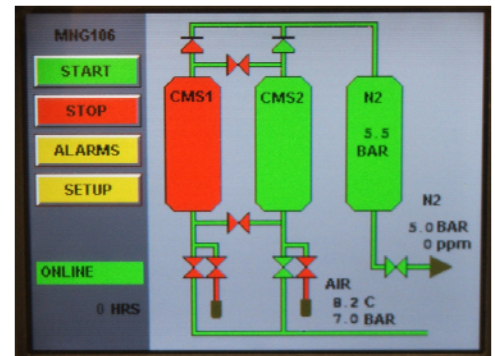 MNG106
START
STOP
ALARMS
SETUP
ONLINE
0 HRS
CMS1
CMS2
N2
5.5
BAR
N2
5.0 BAR
0 ppm
AIR
8.2 C
7.0 BAR